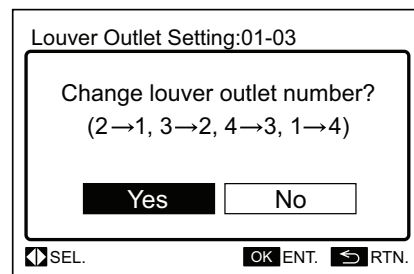 Louver Outlet Setting:01-03
Change louver outlet number?
(2→1, 3→2, 4→3, 1→4)
Yes No
SEL. OK ENT. RTN.